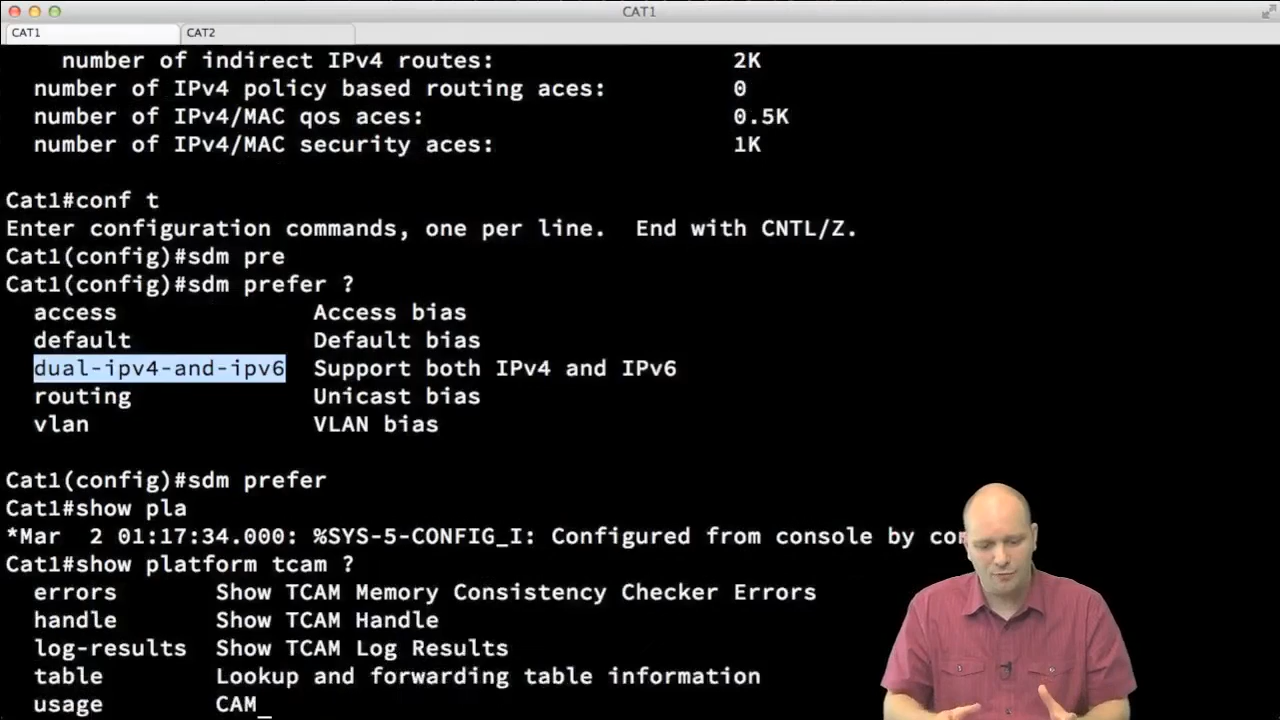 CAT1
CAT1
CAT2
number of indirect IPv4 routes: 2K
number of IPv4 policy based routing aces: 0
number of IPv4/MAC qos aces: 0.5K
number of IPv4/MAC security aces: 1K
Cat1#conf t
Enter configuration commands, one per line. End with CNTL/Z.
Cat1(config)#sdm pre
Cat1(config)#sdm prefer ?
access Access bias
default Default bias
dual-ipv4-and-ipv6 Support both IPv4 and IPv6
routing Unicast bias
vlan VLAN bias
Cat1(config)#sdm prefer
Cat1#show pla
*Mar 2 01:17:34.000: %SYS-5-CONFIG_I: Configured from console by
Cat1#show platform tcam ?
errors Show TCAM Memory Consistency Checker Errors
handle Show TCAM Handle
log-results Show TCAM Log Results
table Lookup and forwarding table information
usage CAM_